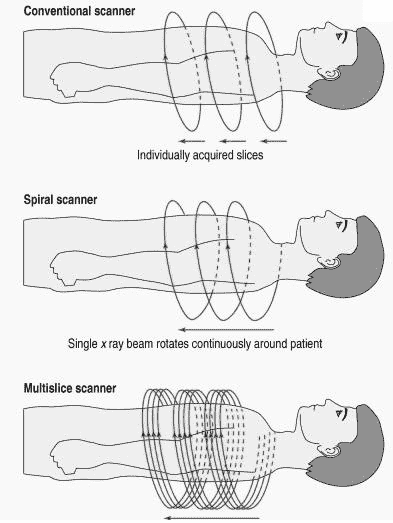 Conventional scanner
Individually acquired slices
Spiral scanner
Single x ray beam rotates continuously around patient
Multislice scanner